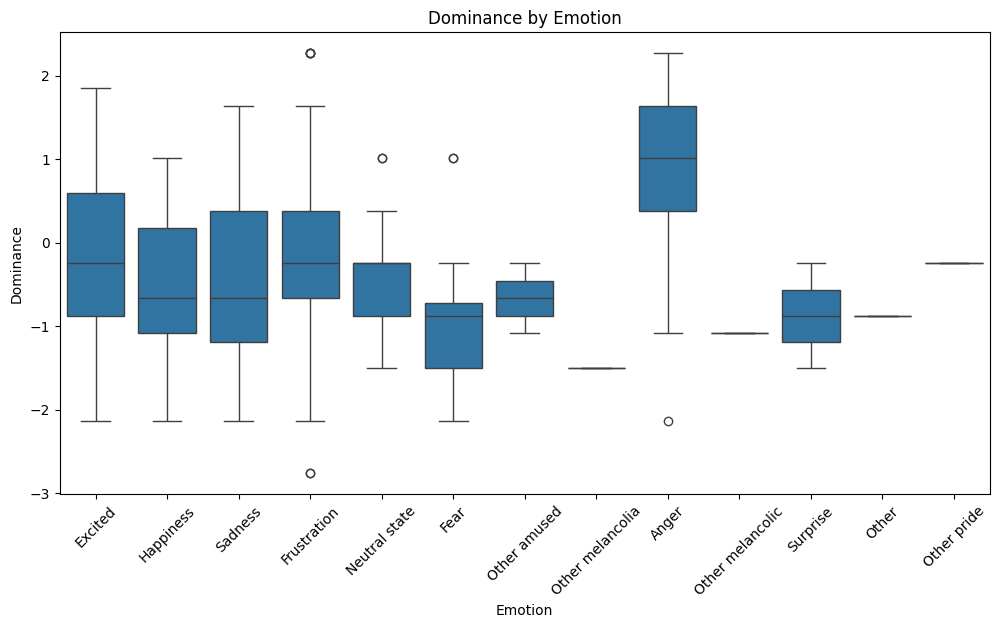 Dominance by Emotion
Dominance
2
1
0
−1
−2
−3
Excited
Happiness
Sadness
Frustration
Neutral state
Fear
Other amused
Other melancolia
Anger
Other melancolic
Surprise
Other
Other pride
Emotion